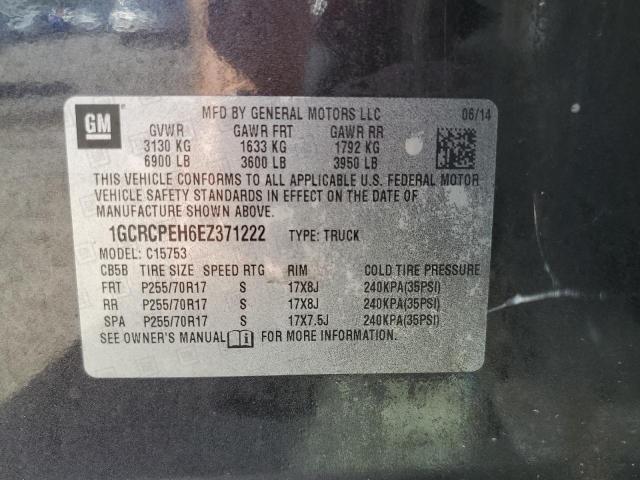 GM
MFD BY GENERAL MOTORS LLC 06/14
GVWR GAWR FRT GAWR RR
3130 KG 1633 KG 1792 KG
6900 LB 3600 LB 3950 LB
THIS VEHICLE CONFORMS TO ALL APPLICABLE U.S. FEDERAL MOTOR
VEHICLE SAFETY STANDARDS IN EFFECT ON THE DATE OF
MANUFACTURE SHOWN ABOVE.
1GCRCPEH6EZ371222 TYPE: TRUCK
MODEL: C15753
CB5B TIRE SIZE SPEED RTG RIM COLD TIRE PRESSURE
FRT P255/70R17 S 17X8J 240KPA(35PSI)
RR P255/70R17 S 17X8J 240KPA(35PSI)
SPA P255/70R17 S 17X7.5J 240KPA(35PSI)
SEE OWNER'S MANUAL FOR MORE INFORMATION.